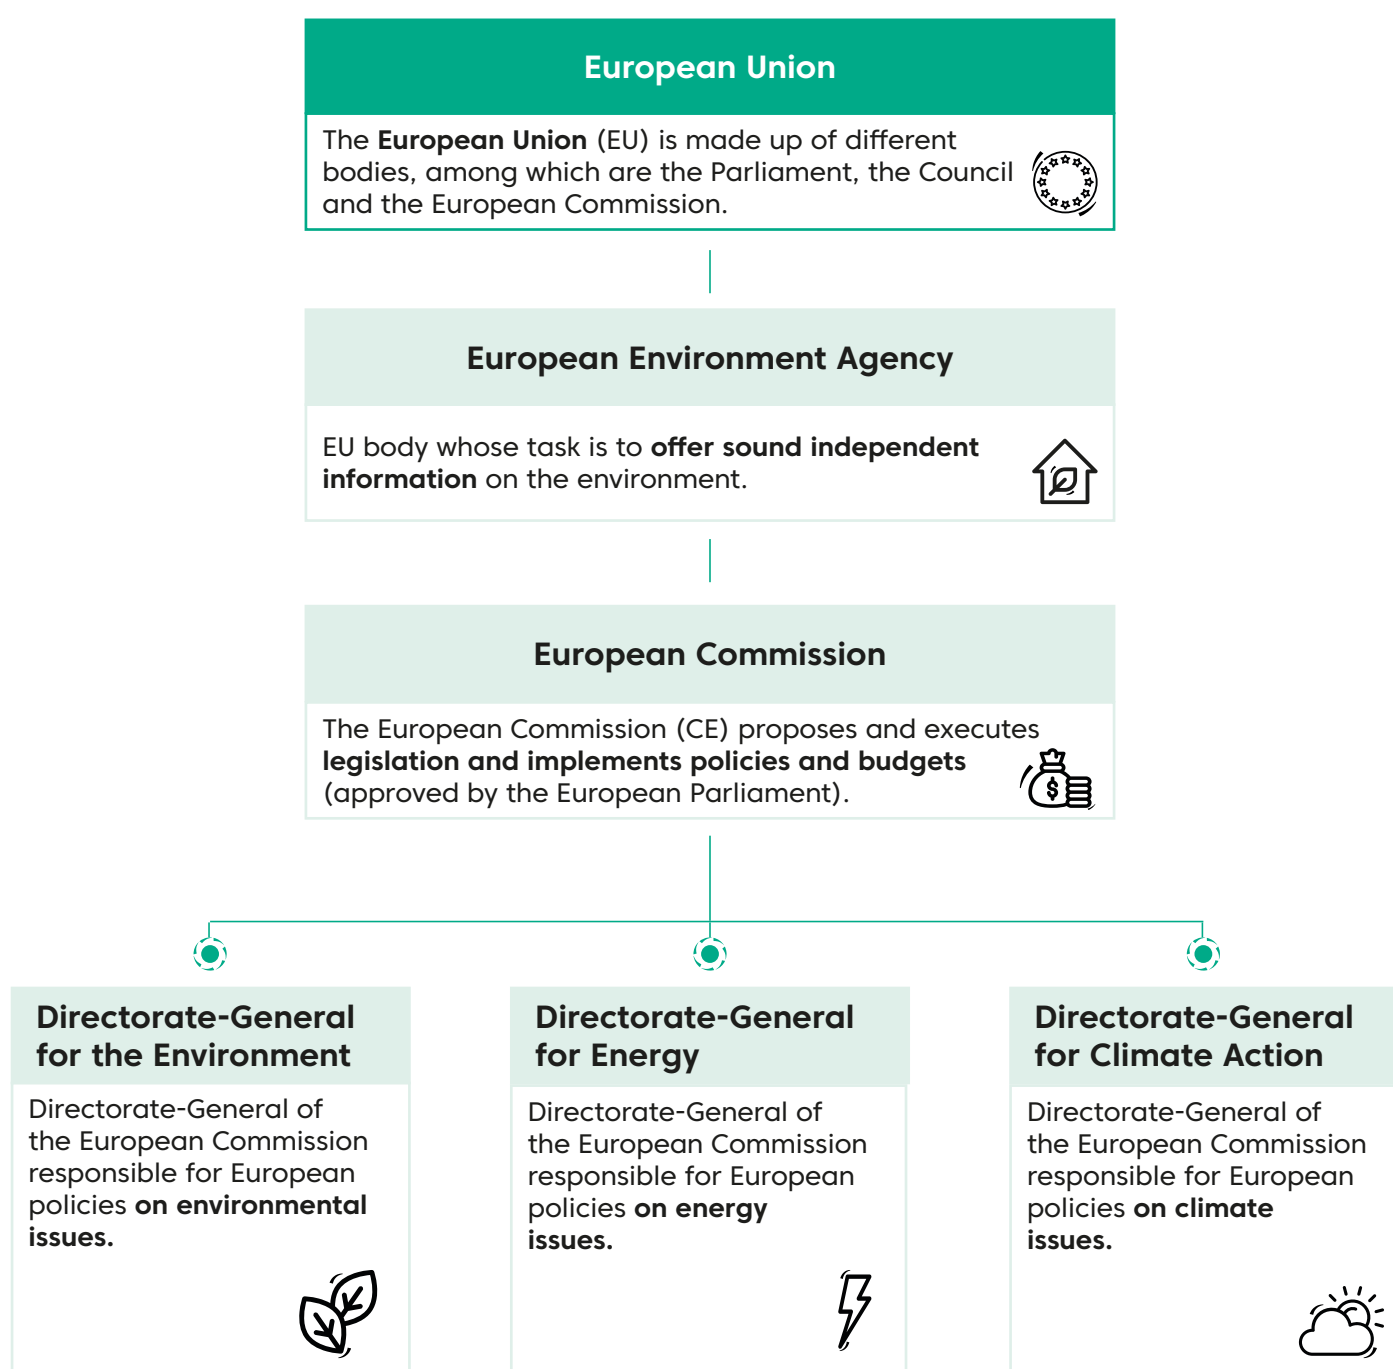 European Union
The European Union (EU) is made up of different
bodies, among which are the Parliament, the Council
and the European Commission.
European Environment Agency
EU body whose task is to offer sound independent
information on the environment.
European Commission
The European Commission (CE) proposes and executes
legislation and implements policies and budgets
(approved by the European Parliament).
$
Directorate-General
for the Environment
Directorate-General of
the European Commission
responsible for European
policies on environmental
issues.
Directorate-General
for Energy
Directorate-General of
the European Commission
responsible for European
policies on energy
issues.
Directorate-General
for Climate Action
Directorate-General of
the European Commission
responsible for European
policies on climate
issues.